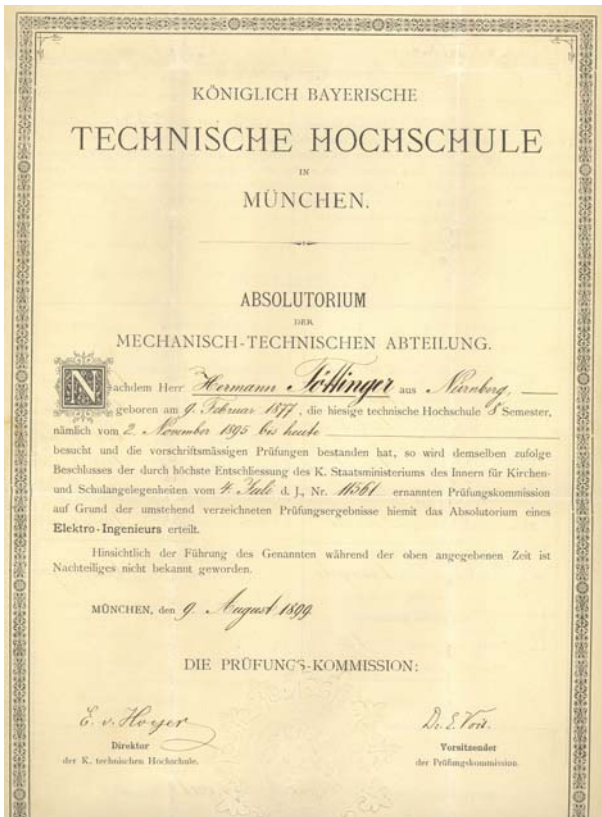 KÖNIGLICH BAYERISCHE
TECHNISCHE HOCHSCHULE
IN
MÜNCHEN.
ABSOLUTORIUM
DER
MECHANISCH-TECHNISCHEN ABTEILUNG.
Nachdem Herr Hermann Föttinger aus Nürnberg,
geboren am 9. Februar 1877, die hiesige technische Hochschule 8 Semester,
nämlich vom 2. November 1895 bis heute
besucht und die vorschriftsmässigen Prüfungen bestanden hat, so wird demselben zufolge
Beschlusses der durch höchste Entschliessung des K. Staatsministeriums des Innern für Kirchen-
und Schulangelegenheiten vom 4. Juli d. J., Nr. 11561 ernannten Prüfungskommission
auf Grund der umstehend verzeichneten Prüfungsergebnisse hiemit das Absolutorium eines
Elektro-Ingenieurs erteilt.
Hinsichtlich der Führung des Genannten während der oben angegebenen Zeit ist
Nachteiliges nicht bekannt geworden.
MÜNCHEN, den 9. August 1899
DIE PRÜFUNGS-KOMMISSION:
E. v. Hoyer
Dr. E. Voit.
Direktor
Vorsitzender
der K. technischen Hochschule.
der Prüfungskommission